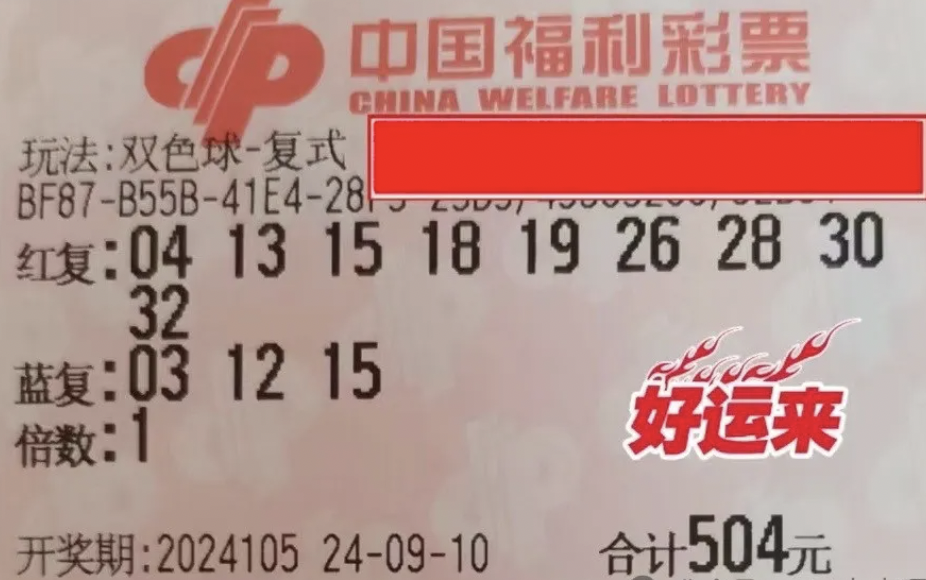 中国福利彩票
CHINA WELFARE LOTTERY
玩法:双色球-复式
BF87-B55B-41E4-28
红复:04 13 15 18 19 26 28 30
32
蓝复:03 12 15
倍数:1
好运来
开奖期:2024105 24-09-10 合计504元